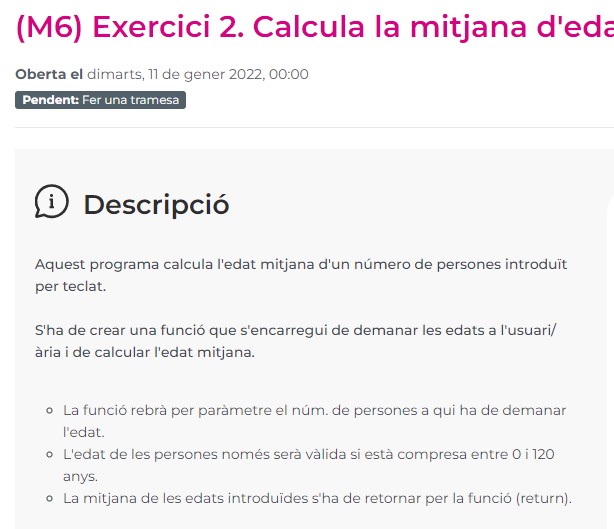 (M6) Exercici 2. Calcula la mitjana d'eda
Oberta el dimarts, 11 de gener 2022, 00:00
Pendent: Fer una tramesa
Descripció
Aquest programa calcula l'edat mitjana d'un número de persones introduït
per teclat.
S'ha de crear una funció que s'encarregui de demanar les edats a l'usuari/
ària i de calcular l'edat mitjana.
La funció rebrà per paràmetre el núm. de persones a qui ha de demanar
l'edat.
L'edat de les persones només serà vàlida si està compresa entre 0 i 120
anys.
La mitjana de les edats introduïdes s'ha de retornar per la funció (return).